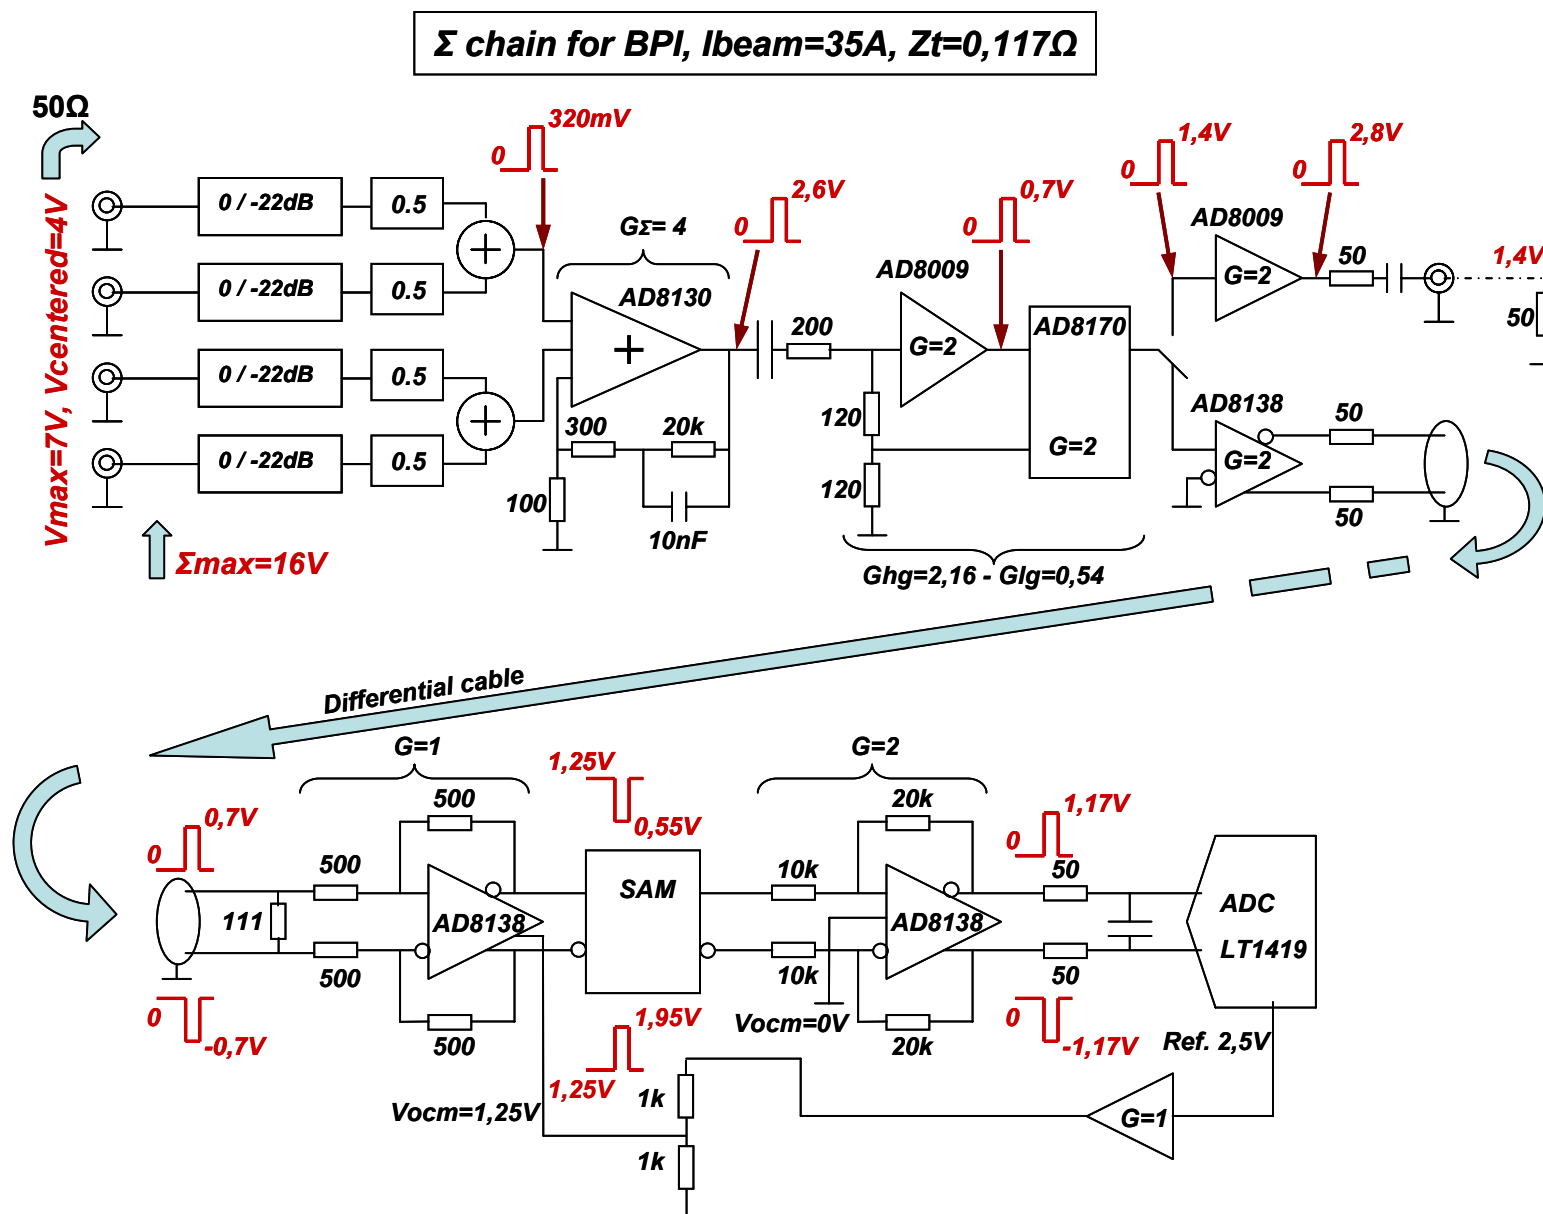 Σ chain for BPI, Ibeam=35A, Zt=0,117Ω
50Ω
Vmax=7V, Vcentered=4V
0 / -22dB
0.5
0 / -22dB
0.5
0 / -22dB
0.5
0 / -22dB
0.5
Σmax=16V
0
320mV
GΣ= 4
AD8130
300
20k
100
10nF
0
2,6V
200
120
120
AD8009
G=2
0
0,7V
AD8170
G=2
Ghg=2,16 - Glg=0,54
0
1,4V
0
2,8V
AD8009
G=2
50
1,4V
50
AD8138
G=2
50
50
Differential cable
0
0,7V
0
-0,7V
111
G=1
500
500
500
500
AD8138
Vocm=1,25V
1,25V
0,55V
SAM
1,95V
1,25V
G=2
20k
10k
10k
20k
AD8138
Vocm=0V
0
1,17V
50
50
0
-1,17V
ADC
LT1419
Ref. 2,5V
G=1
1k
1k